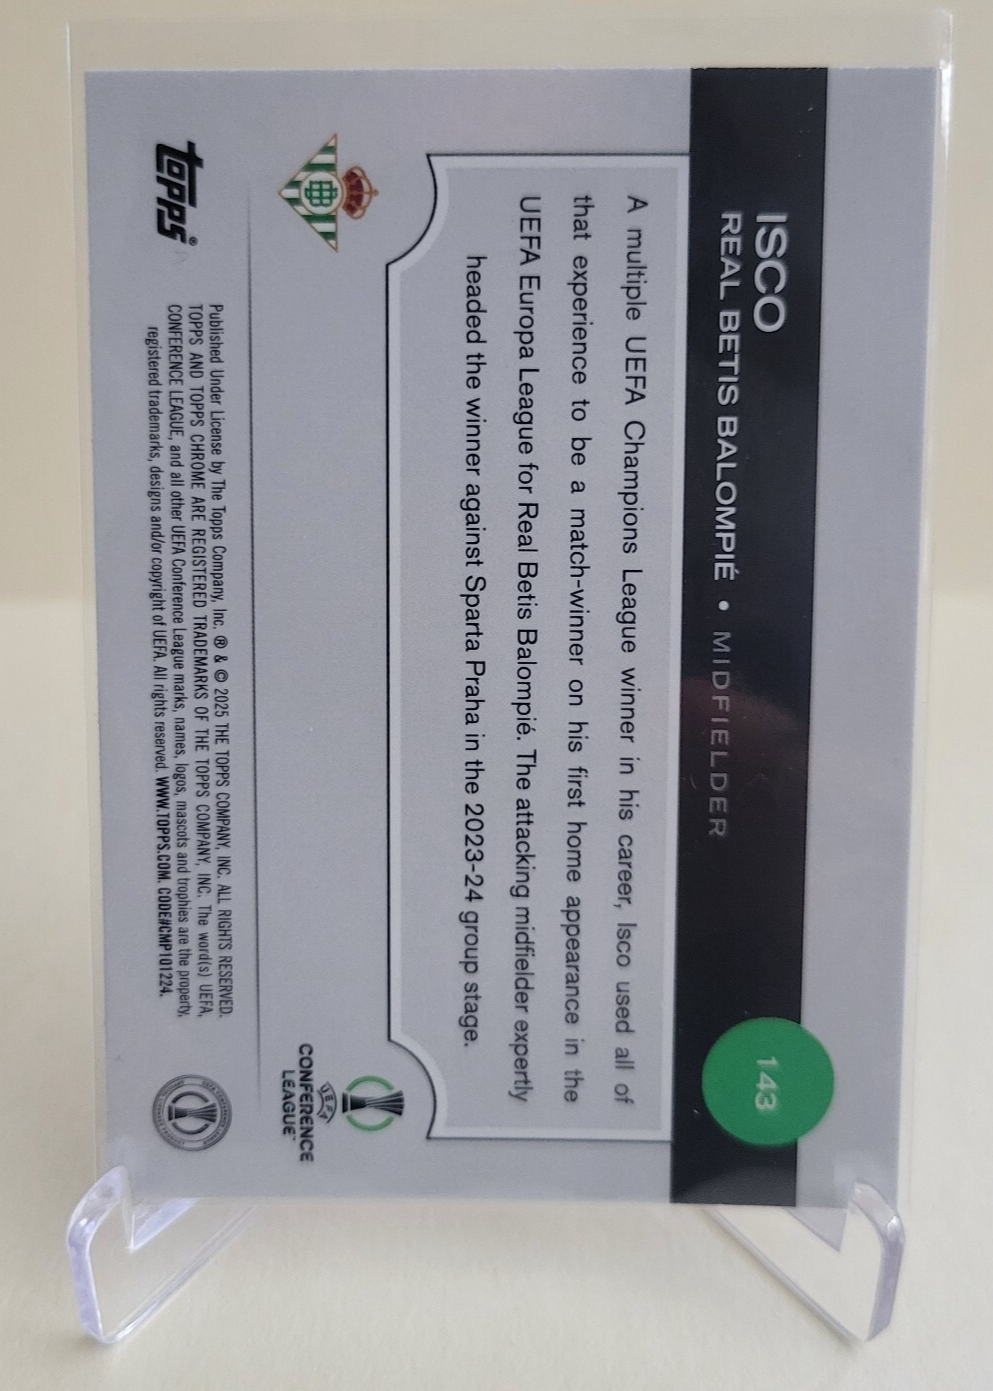 143
ISCO
REAL BETIS BALOMPIÉ • MIDFIELDER
A multiple UEFA Champions League winner in his career, Isco used all of
that experience to be a match-winner on his first home appearance in the
UEFA Europa League for Real Betis Balompié. The attacking midfielder expertly
headed the winner against Sparta Praha in the 2023-24 group stage.
UEFA
CONFERENCE
LEAGUE™
topps®
Published Under License by The Topps Company, Inc. ® & © 2025 THE TOPPS COMPANY, INC. ALL RIGHTS RESERVED.
TOPPS AND TOPPS CHROME ARE REGISTERED TRADEMARKS OF THE TOPPS COMPANY, INC. The word(s) UEFA,
CONFERENCE LEAGUE, and all other UEFA Conference League marks, names, logos, mascots and trophies are the property,
registered trademarks, designs and/or copyright of UEFA. All rights reserved. WWW.TOPPS.COM. CODE#CMP101224.